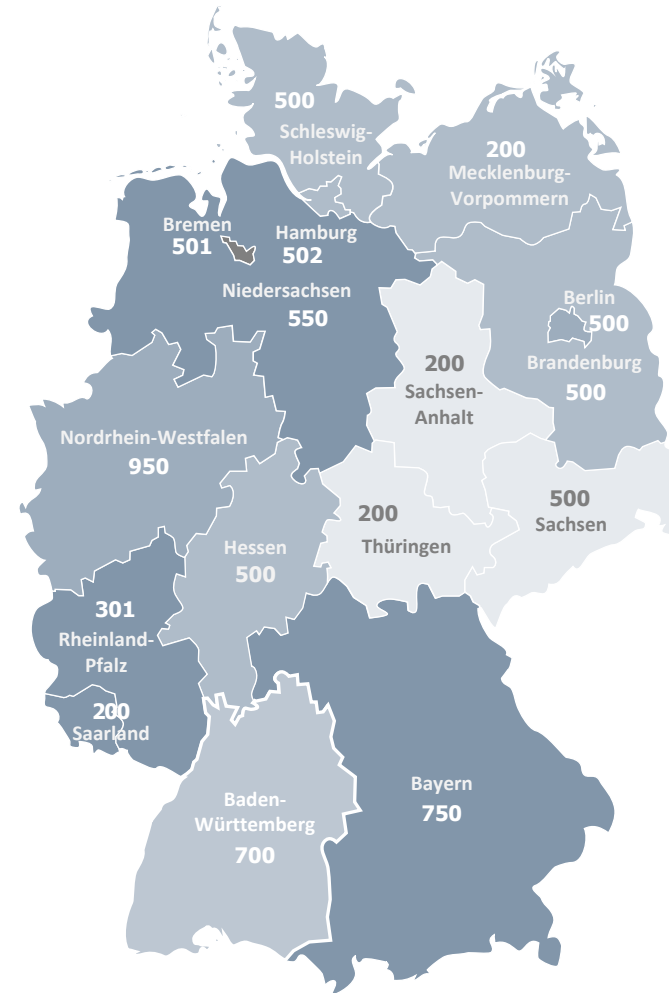 500
Schleswig-
Holstein
200
Mecklenburg-
Vorpommern
Bremen
501
Hamburg
502
Niedersachsen
550
Berlin
500
Brandenburg
500
200
Sachsen-
Anhalt
Nordrhein-Westfalen
950
500
Sachsen
200
Thüringen
Hessen
500
301
Rheinland-
Pfalz
200
Saarland
Bayern
750
Baden-
Württemberg
700